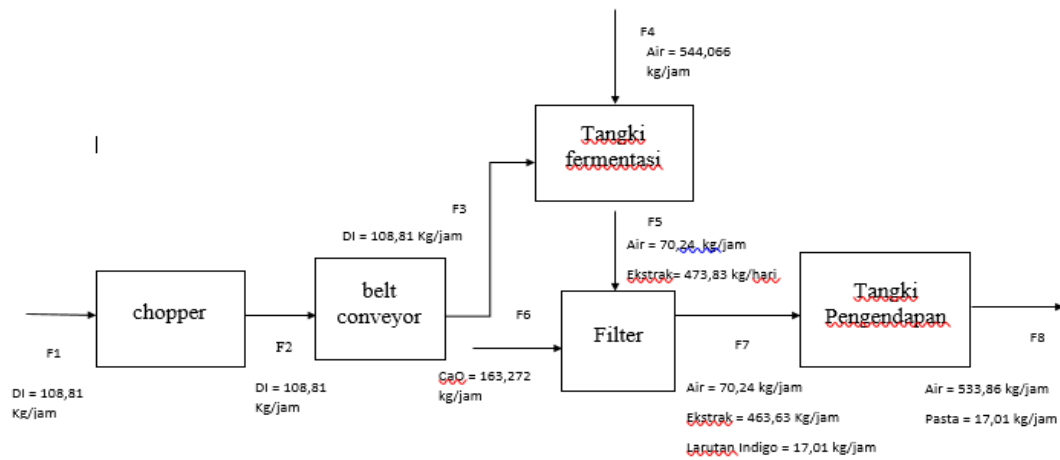 F4
Air = 544,066
kg/jam
Tangki
fermentasi
F3
DI = 108,81 Kg/jam
F5
Air = 70,24 kg/jam
Ekstrak= 473,83 kg/hari
chopper
belt
conveyor
F6
Filter
Tangki
Pengendapan
F1
F2
F7
F8
DI = 108,81
Kg/jam
DI = 108,81
Kg/jam
CaO = 163,272
kg/jam
Air = 70,24 kg/jam
Ekstrak = 463,63 Kg/jam
Larutan Indigo = 17,01 kg/jam
Air = 533,86 kg/jam
Pasta = 17,01 kg/jam